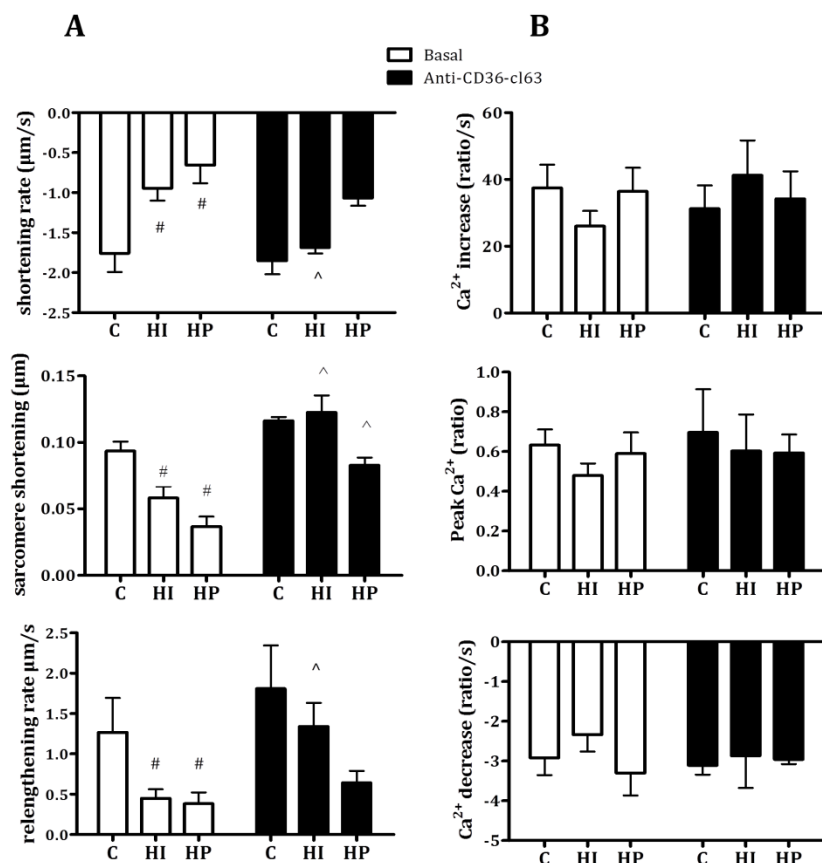 A
B
Basal
Anti-CD36-cl63
shortening rate (µm/s)
0.0
-0.5
-1.0
-1.5
-2.0
-2.5
# # ^
C HI HP C HI HP
Ca²⁺ increase (ratio/s)
60
40
20
0
C HI HP C HI HP
sarcomere shortening (µm)
0.15
0.10
0.05
0.00
# # ^ ^
C HI HP C HI HP
Peak Ca²⁺ (ratio)
1.0
0.8
0.6
0.4
0.2
0.0
C HI HP C HI HP
relengthening rate µm/s
2.5
2.0
1.5
1.0
0.5
0.0
# # ^
C HI HP C HI HP
Ca²⁺ decrease (ratio/s)
0
-1
-2
-3
-4
-5
C HI HP C HI HP